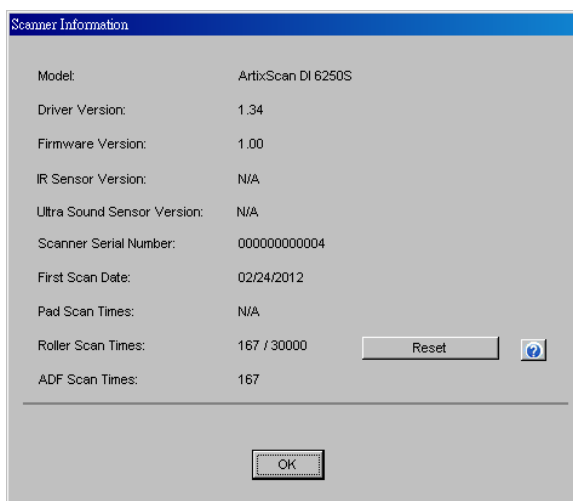 Scanner Information
Model: ArtixScan DI 6250S
Driver Version: 1.34
Firmware Version: 1.00
IR Sensor Version: N/A
Ultra Sound Sensor Version: N/A
Scanner Serial Number: 000000000004
First Scan Date: 02/24/2012
Pad Scan Times: N/A
Roller Scan Times: 167 / 30000 Reset ?
ADF Scan Times: 167
OK